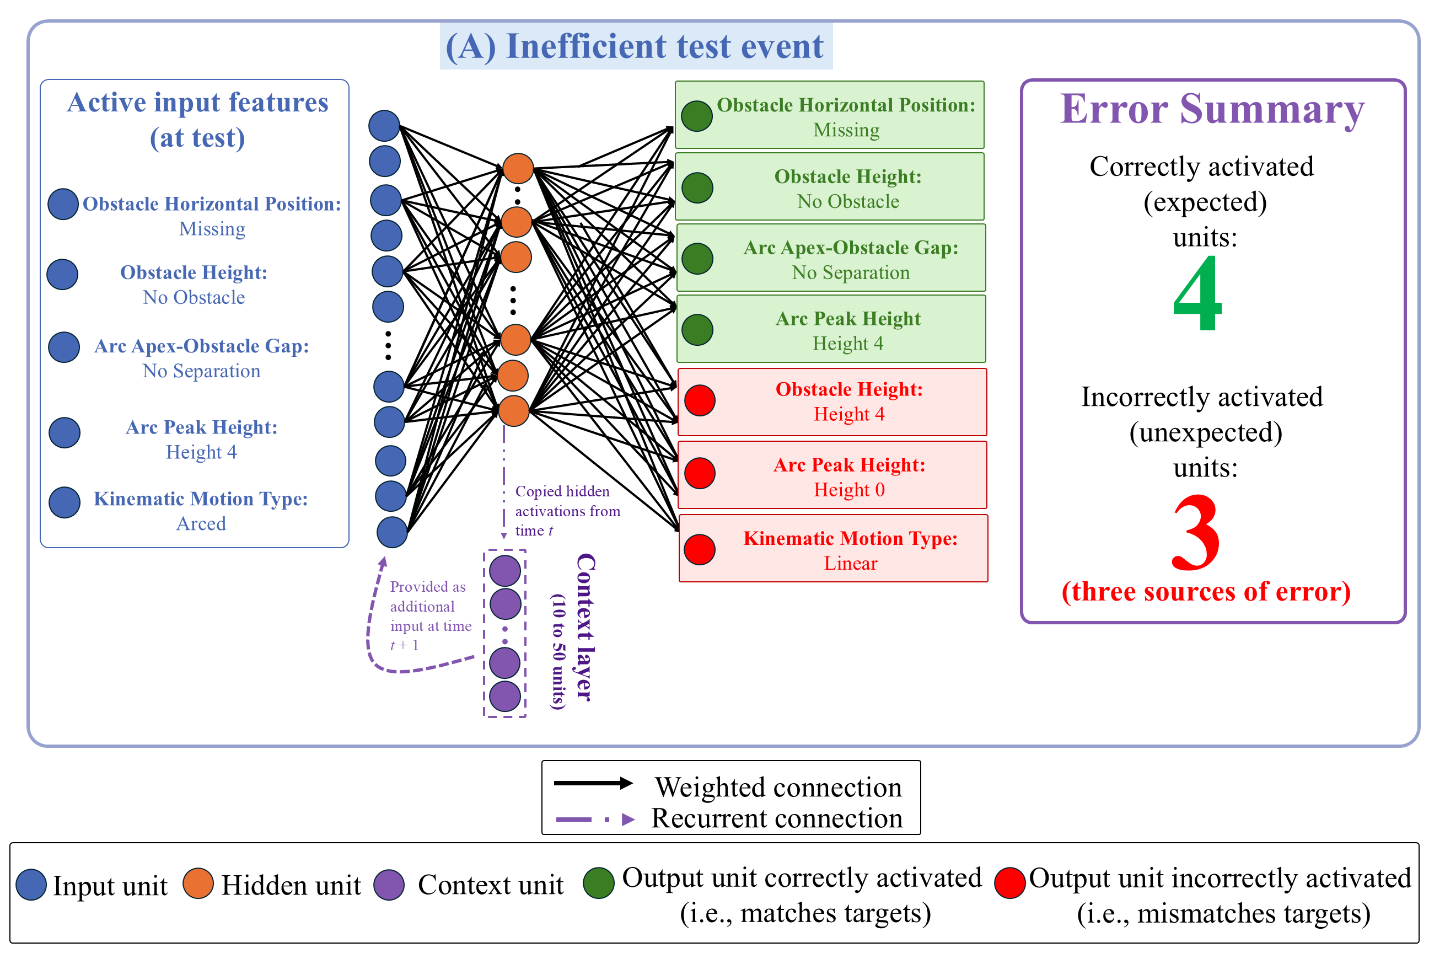 (A) Inefficient test event
Active input features
(at test)
Obstacle Horizontal Position:
Missing
Obstacle Height:
No Obstacle
Arc Apex-Obstacle Gap:
No Separation
Arc Peak Height:
Height 4
Kinematic Motion Type:
Arced
Copied hidden
activations from
time t
Provided as
additional
input at time
t + 1
Context layer
(10 to 50 units)
Obstacle Horizontal Position:
Missing
Obstacle Height:
No Obstacle
Arc Apex-Obstacle Gap:
No Separation
Arc Peak Height
Height 4
Obstacle Height:
Height 4
Arc Peak Height:
Height 0
Kinematic Motion Type:
Linear
Error Summary
Correctly activated
(expected)
units:
4
Incorrectly activated
(unexpected)
units:
3
(three sources of error)
Weighted connection
Recurrent connection
Input unit
Hidden unit
Context unit
Output unit correctly activated
(i.e., matches targets)
Output unit incorrectly activated
(i.e., mismatches targets)